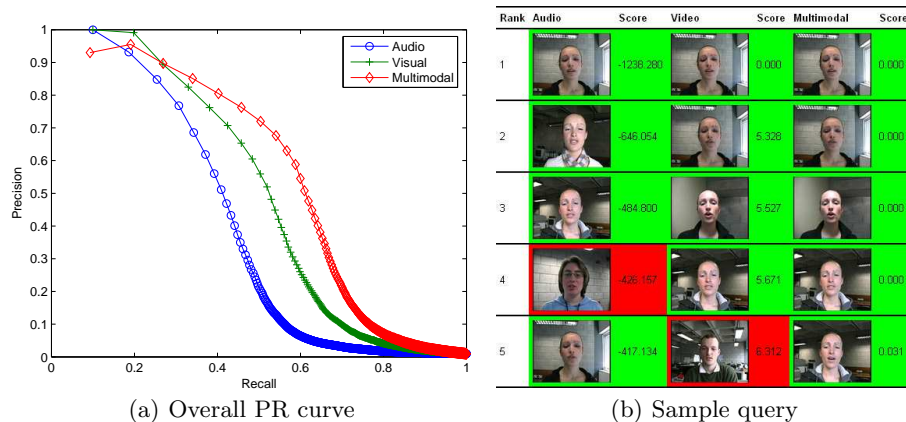 1
0.9
0.8
0.7
0.6
0.5
0.4
0.3
0.2
0.1
0
Precision
0 0.2 0.4 0.6 0.8 1
Recall
Audio
Visual
Multimodal
(a) Overall PR curve
Rank Audio Score Video Score Multimodal Score
1 -1238.280 0.000 0.000
2 -646.054 5.328 0.000
3 -484.800 5.527 0.000
4 -426.167 5.671 0.000
5 -417.134 6.312 0.031
(b) Sample query